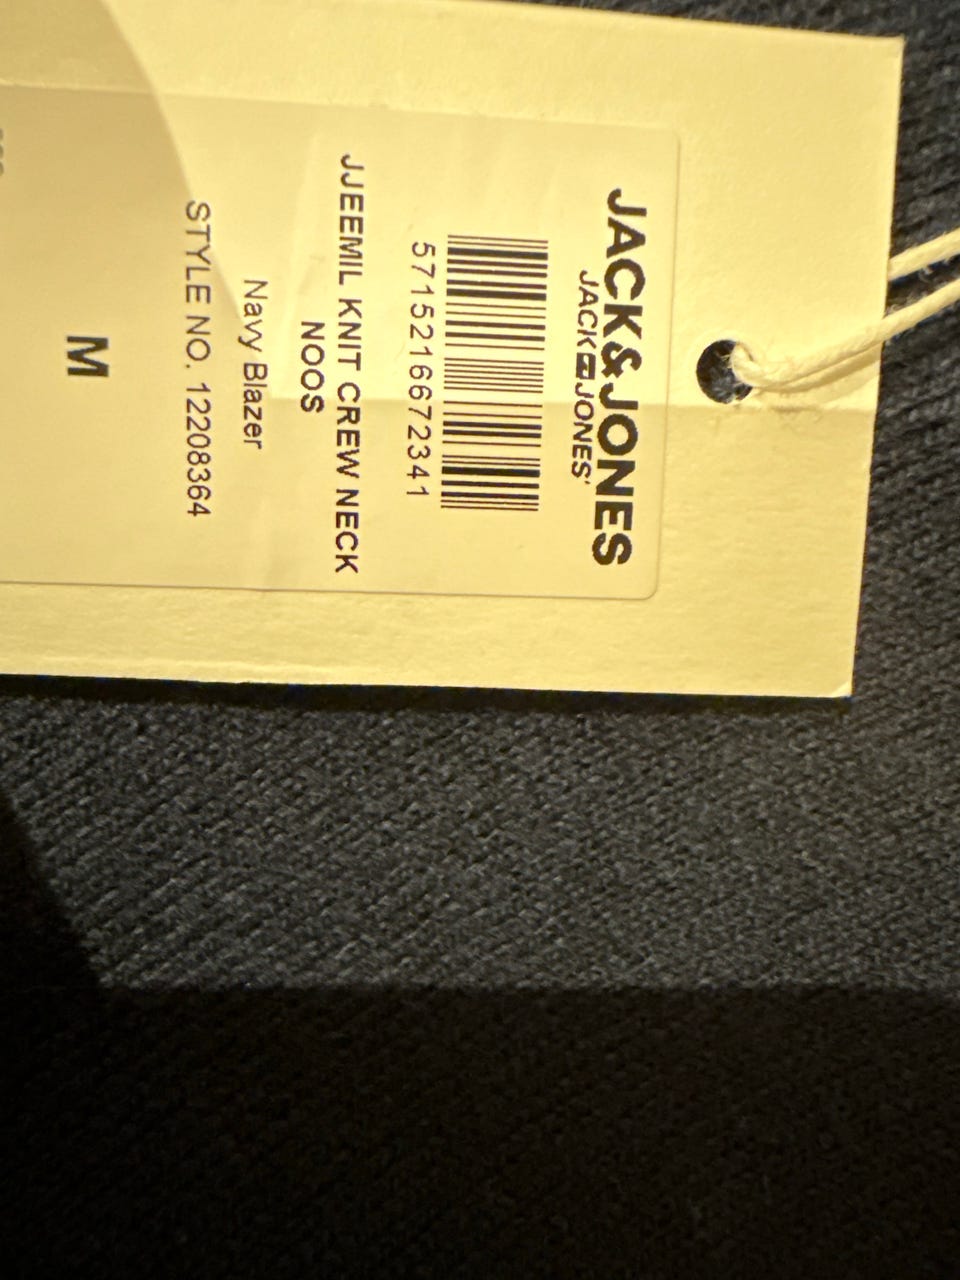 JACK&JONES
JACK JONES'
5715216672341
JJEEMIL KNIT CREW NECK
NOOS
Navy Blazer
STYLE NO. 12208364
M